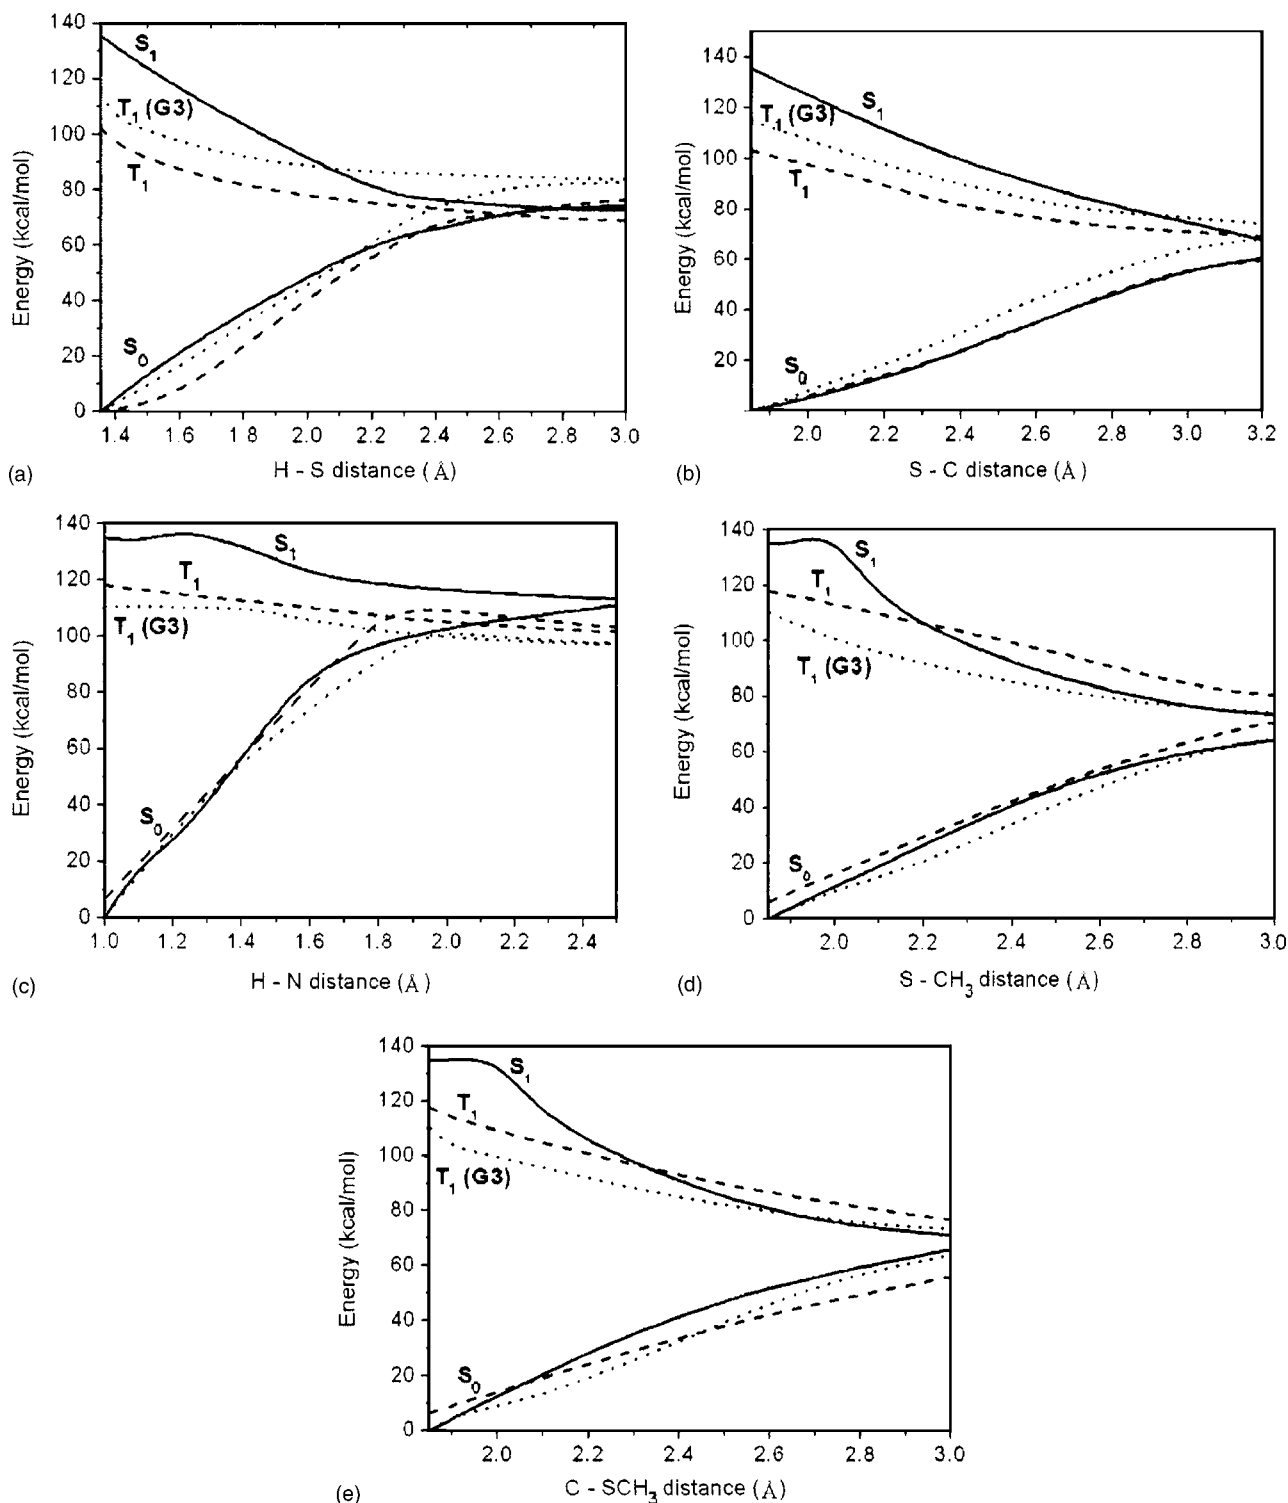 140
120
100
80
60
40
20
0
Energy (kcal/mol)
S1
T1 (G3)
T1
S0
1.4 1.6 1.8 2.0 2.2 2.4 2.6 2.8 3.0
H - S distance (Å)
(a)
140
120
100
80
60
40
20
0
Energy (kcal/mol)
S1
T1 (G3)
T1
S0
2.0 2.2 2.4 2.6 2.8 3.0 3.2
S - C distance (Å)
(b)
140
120
100
80
60
40
20
0
Energy (kcal/mol)
S1
T1
T1 (G3)
S0
1.0 1.2 1.4 1.6 1.8 2.0 2.2 2.4
H - N distance (Å)
(c)
140
120
100
80
60
40
20
0
Energy (kcal/mol)
S1
T1
T1 (G3)
S0
2.0 2.2 2.4 2.6 2.8 3.0
S - CH3 distance (Å)
(d)
140
120
100
80
60
40
20
0
Energy (kcal/mol)
S1
T1
T1 (G3)
S0
2.0 2.2 2.4 2.6 2.8 3.0
C - SCH3 distance (Å)
(e)